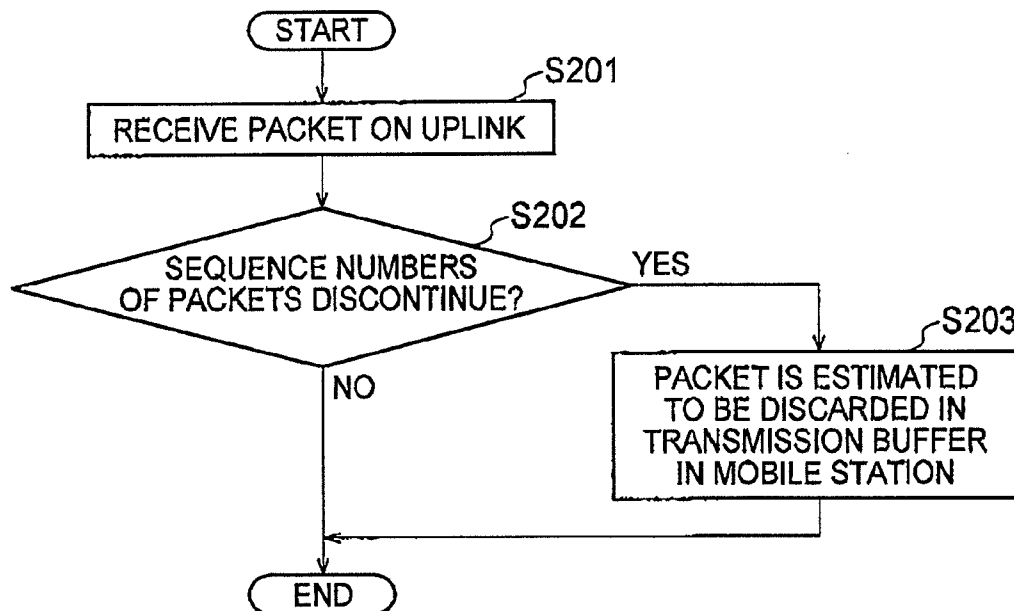 START
S201
RECEIVE PACKET ON UPLINK
S202
SEQUENCE NUMBERS
OF PACKETS DISCONTINUE?
YES
S203
NO
PACKET IS ESTIMATED
TO BE DISCARDED IN
TRANSMISSION BUFFER
IN MOBILE STATION
END